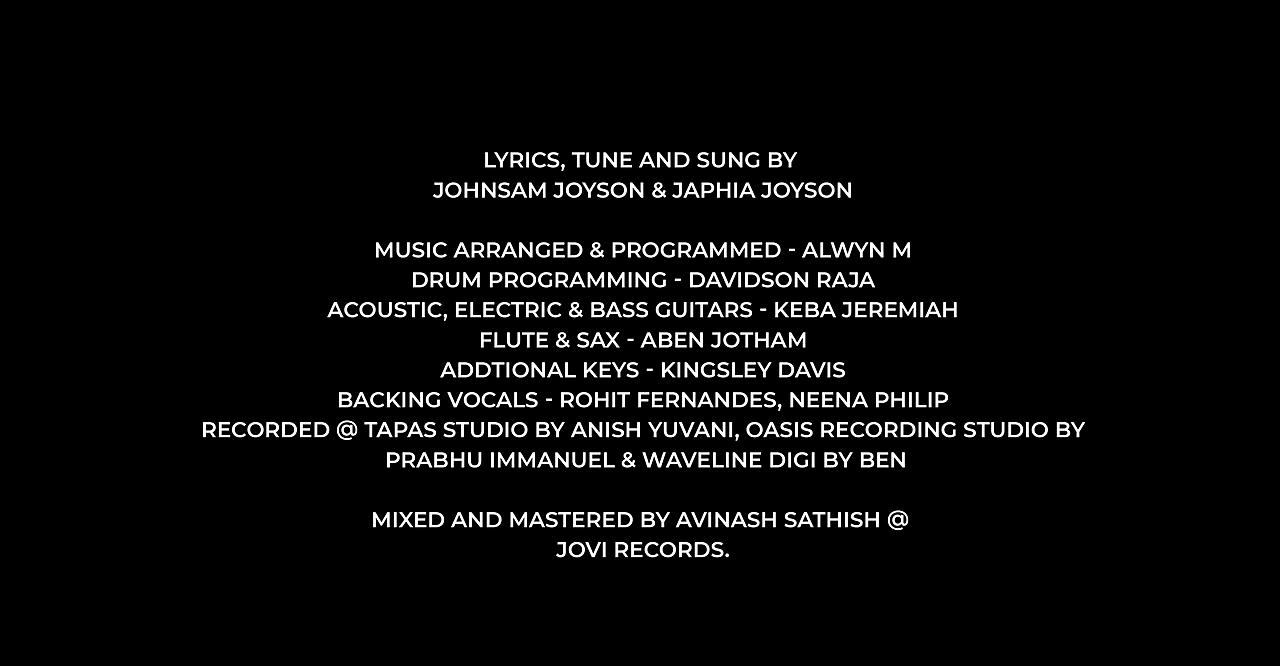 LYRICS, TUNE AND SUNG BY
JOHNSAM JOYSON & JAPHIA JOYSON
MUSIC ARRANGED & PROGRAMMED - ALWYN M
DRUM PROGRAMMING - DAVIDSON RAJA
ACOUSTIC, ELECTRIC & BASS GUITARS - KEBA JEREMIAH
FLUTE & SAX - ABEN JOTHAM
ADDTIONAL KEYS - KINGSLEY DAVIS
BACKING VOCALS - ROHIT FERNANDES, NEENA PHILIP
RECORDED @ TAPAS STUDIO BY ANISH YUVANI, OASIS RECORDING STUDIO BY
PRABHU IMMANUEL & WAVELINE DIGI BY BEN
MIXED AND MASTERED BY AVINASH SATHISH @
JOVI RECORDS.